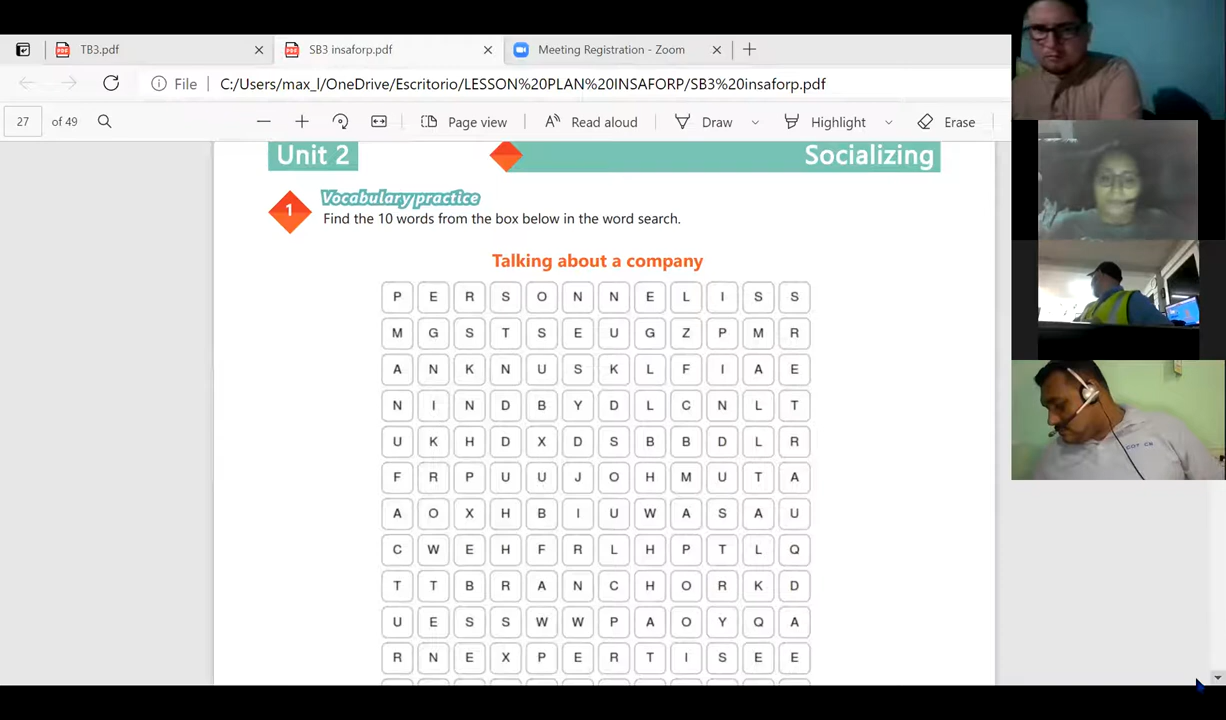 TB3.pdf
SB3 insaforp.pdf
Meeting Registration - Zoom
File
C:/Users/max_l/OneDrive/Escritorio/LESSON%20PLAN%20INSAFORP/SB3%20insaforp.pdf
27 of 49
Page view
Read aloud
Draw
Highlight
Erase
Unit 2
Socializing
1 Vocabulary practice
Find the 10 words from the box below in the word search.
Talking about a company
P E R S O N N E L I S S
M G S T S E U G Z P M R
A N K N U S K L F I A E
N I N D B Y D L C N L T
U K H D X D S B B D L R
F R P U U J O H M U T A
A O X H B I U W A S A U
C W E H F R L H P T L Q
T T B R A N C H O R K D
U E S S W W P A O Y Q A
R N E X P E R T I S E E